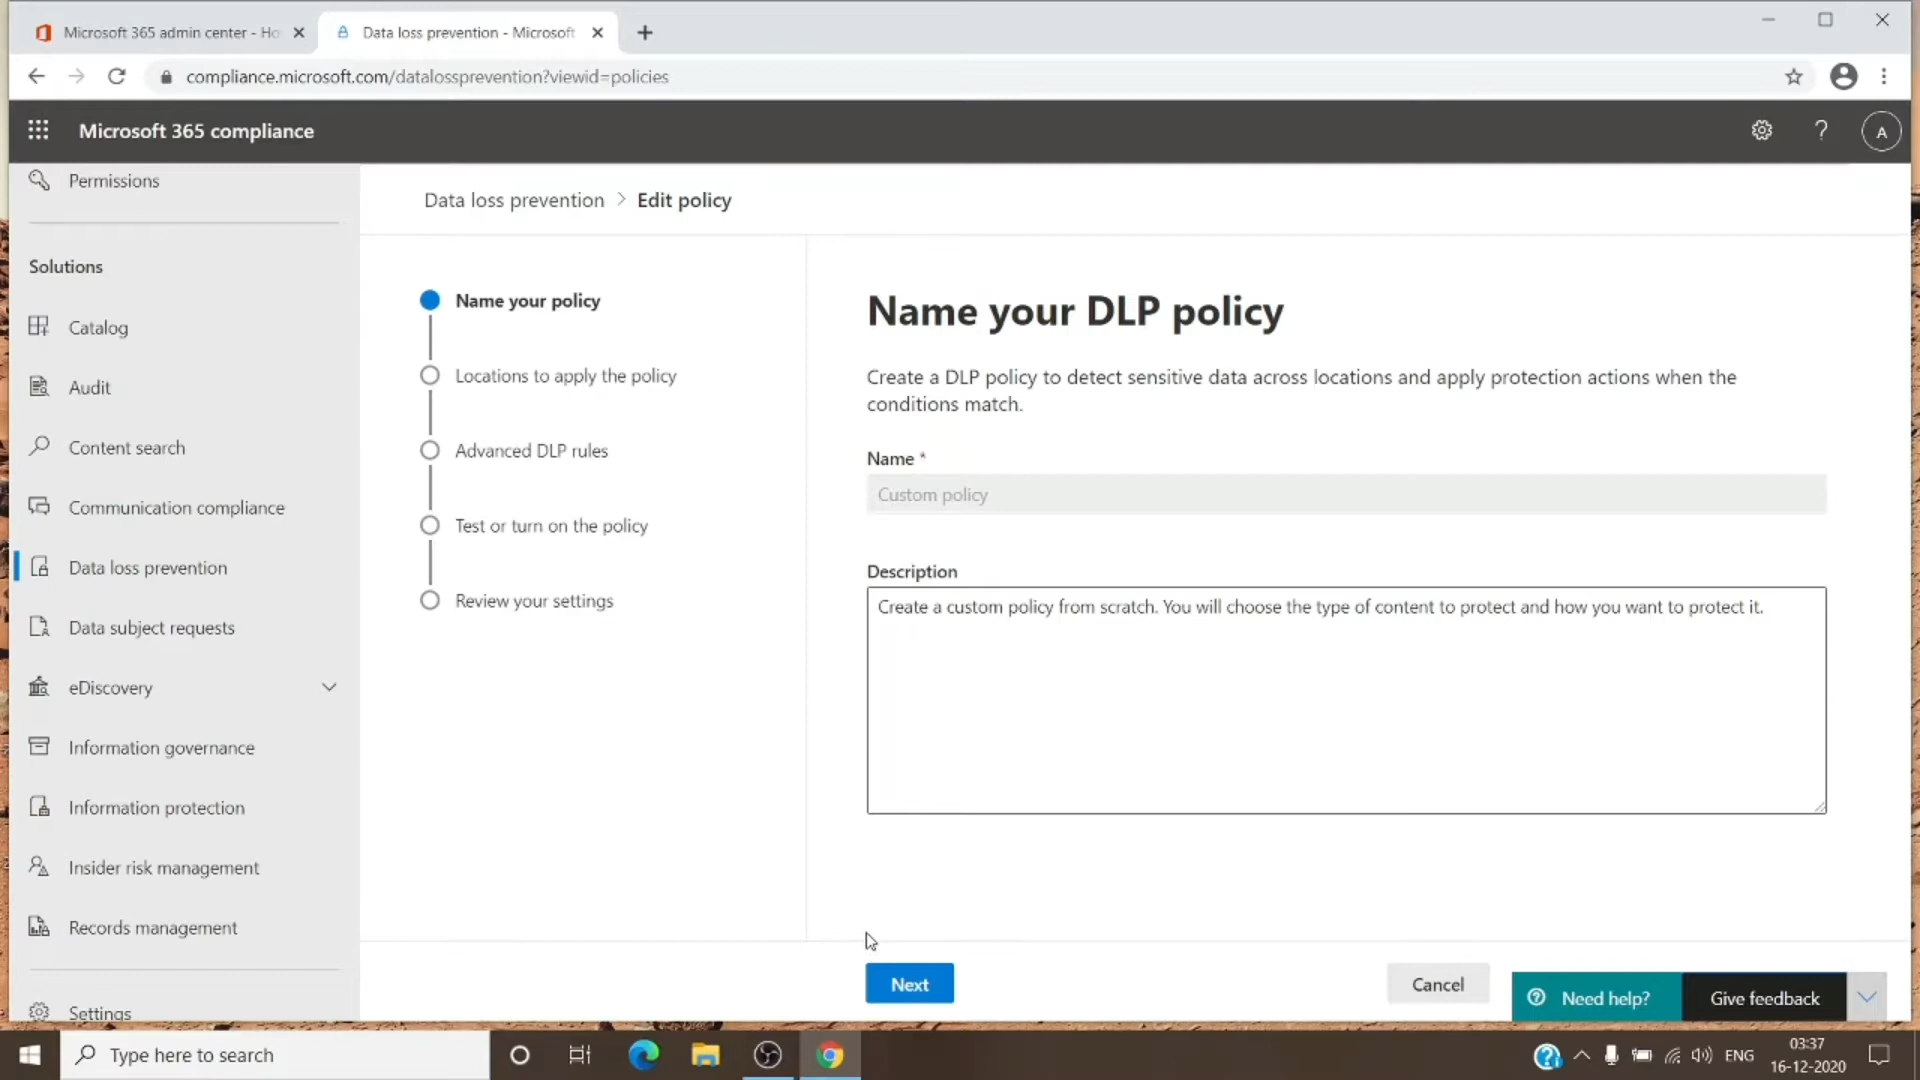 Microsoft 365 admin center - Ho
Data loss prevention - Microsoft
compliance.microsoft.com/datalossprevention?viewid=policies
Microsoft 365 compliance
A
Permissions
Solutions
Catalog
Audit
Content search
Communication compliance
Data loss prevention
Data subject requests
eDiscovery
Information governance
Information protection
Insider risk management
Records management
Settings
Data loss prevention > Edit policy
Name your policy
Locations to apply the policy
Advanced DLP rules
Test or turn on the policy
Review your settings
Name your DLP policy
Create a DLP policy to detect sensitive data across locations and apply protection actions when the
conditions match.
Name *
Custom policy
Description
Create a custom policy from scratch. You will choose the type of content to protect and how you want to protect it.
Next
Cancel
Need help?
Give feedback
Type here to search
ENG
03:37
16-12-2020